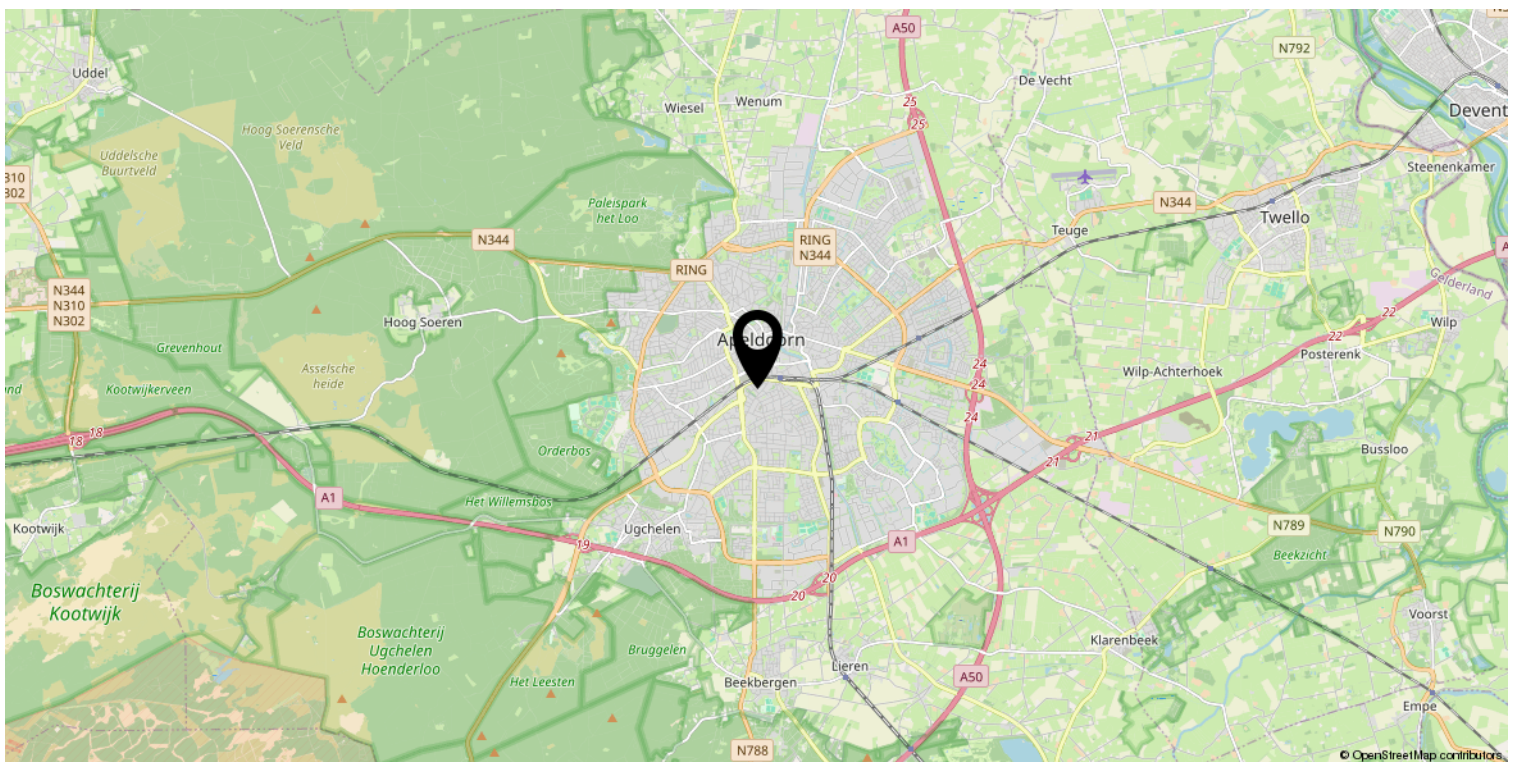 A50
N792
Uddel
De Vecht
Wiesel
Wenum
25
25
Devent
Hoog Soerensche
Veld
Uddelsche
Buurtveld
Steenenkamer
310
302
Paleispark
het Loo
N344
Twello
Teuge
N344
RING
N344
RING
A
Gelderland
N344
N310
N302
22
22
Hoog Soeren
Wilp
Apeldoorn
Grevenhout
Posterenk
Asselsche
heide
24
24
24
Wilp-Achterhoek
nd
Kootwijkerveen
18
18
21
21
Orderbos
Bussloo
A1
Het Willemsbos
Kootwijk
Ugchelen
19
A1
N789
N790
Beekzicht
20
20
Boswachterij
Kootwijk
Voorst
Boswachterij
Ugchelen
Hoenderloo
Klarenbeek
Bruggelen
Lieren
Het Leesten
Beekbergen
A50
Empe
N788
© OpenStreetMap contributors